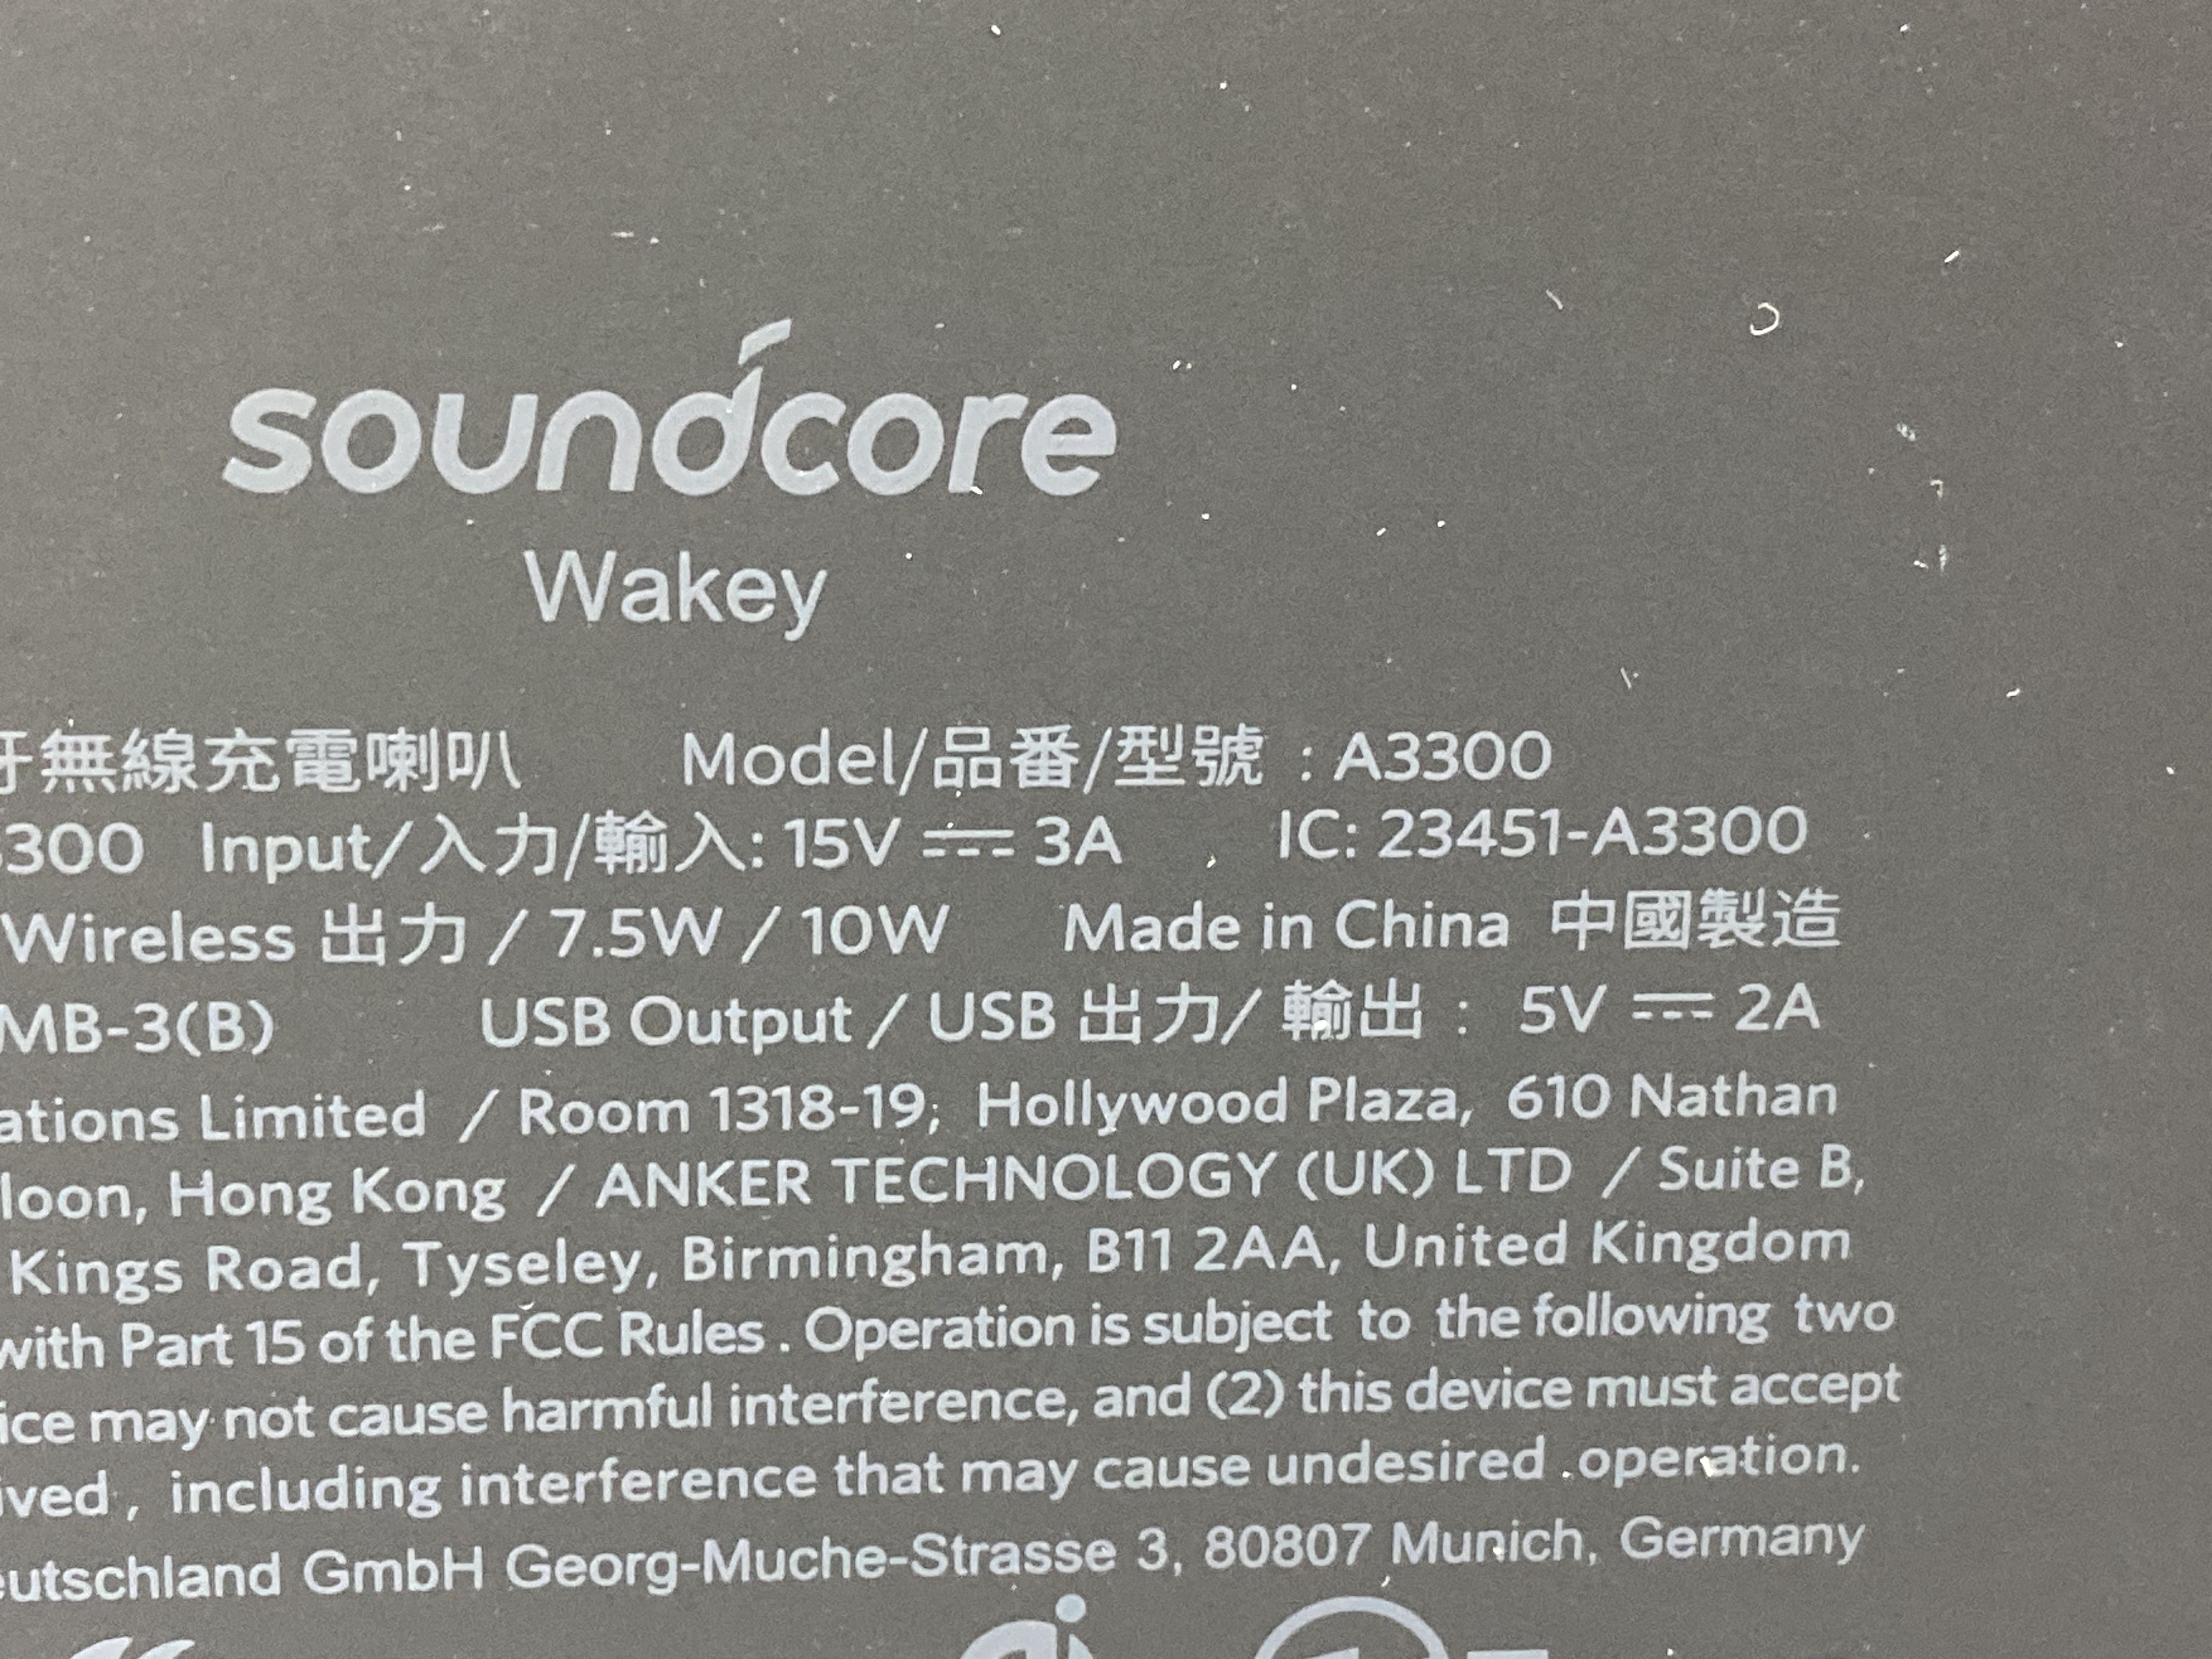 soundcore
Wakey
無線充電喇叭 Model/品番/型號 : A3300
300 Input/入力/輸入: 15V ⎓ 3A IC: 23451-A3300
Wireless 出力 / 7.5W / 10W Made in China 中國製造
MB-3(B) USB Output / USB 出力/ 輸出 : 5V ⎓ 2A
ations Limited / Room 1318-19, Hollywood Plaza, 610 Nathan
loon, Hong Kong / ANKER TECHNOLOGY (UK) LTD / Suite B,
Kings Road, Tyseley, Birmingham, B11 2AA, United Kingdom
with Part 15 of the FCC Rules . Operation is subject to the following two
ice may not cause harmful interference, and (2) this device must accept
ived , including interference that may cause undesired operation.
eutschland GmbH Georg-Muche-Strasse 3, 80807 Munich, Germany